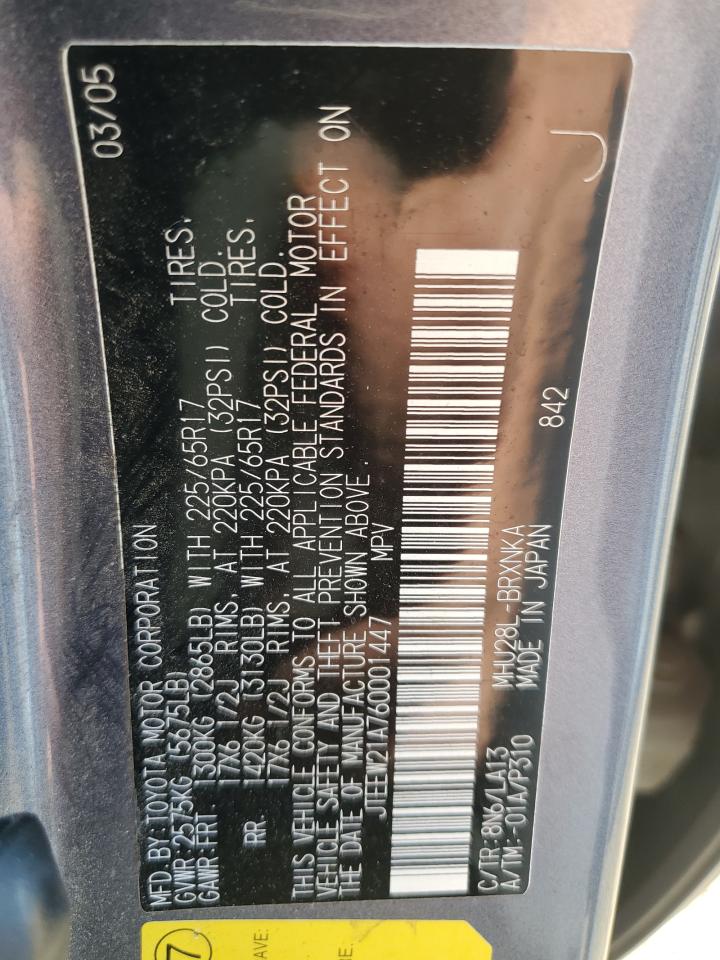 MFD.BY:TOYOTA MOTOR CORPORATION 03/05
GVWR:2575KG (5675LB)
GAWR:FRT. 1300KG (2865LB) WITH 225/65R17 TIRES,
17X6 1/2J RIMS, AT 220KPA (32PSI) COLD.
RR. 1420KG (3130LB) WITH 225/65R17 TIRES,
17X6 1/2J RIMS, AT 220KPA (32PSI) COLD.
THIS VEHICLE CONFORMS TO ALL APPLICABLE FEDERAL MOTOR
VEHICLE SAFETY AND THEFT PREVENTION STANDARDS IN EFFECT ON
THE DATE OF MANUFACTURE SHOWN ABOVE.
JTEEW21A760001447 MPV
C/TR:8N6/LA13 MHU28L-BRXNKA
A/TM:-01A/P310 MADE IN JAPAN
842 J
7
AVE:
RE: